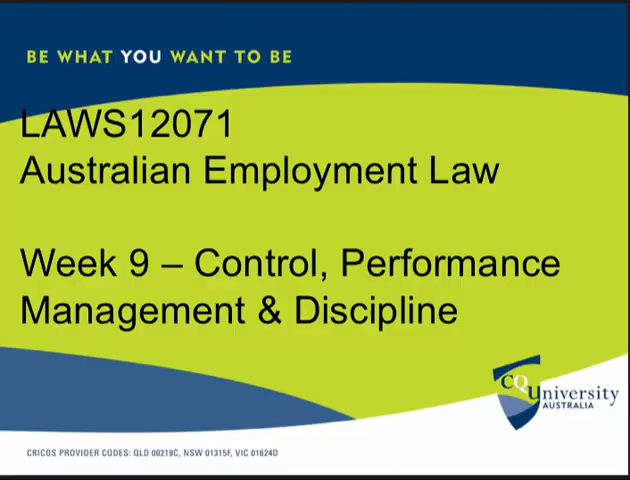 BE WHAT YOU WANT TO BE
LAWS12071
Australian Employment Law
Week 9 – Control, Performance
Management & Discipline
CQUniversity
AUSTRALIA
CRICOS PROVIDER CODES: QLD 00219C, NSW 01315F, VIC 01624D